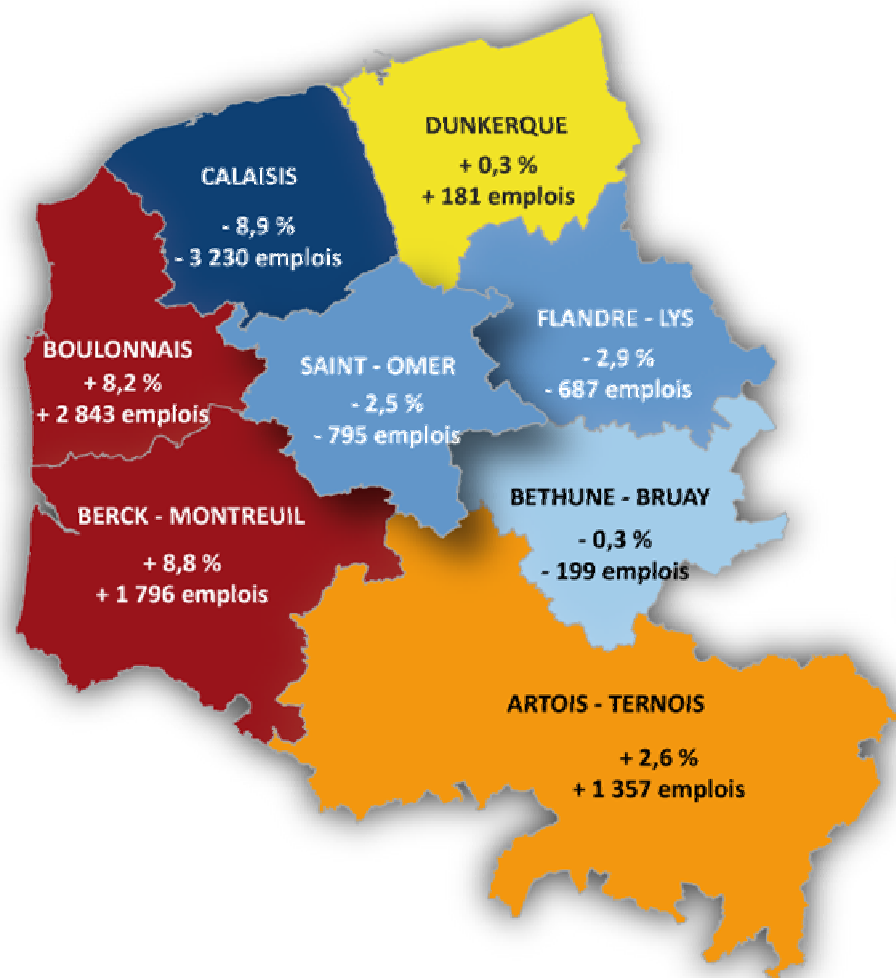 DUNKERQUE
+ 0,3 %
+ 181 emplois
CALAISIS
- 8,9 %
- 3 230 emplois
FLANDRE - LYS
- 2,9 %
- 687 emplois
BOULONNAIS
+ 8,2 %
+ 2 843 emplois
SAINT - OMER
- 2,5 %
- 795 emplois
BETHUNE - BRUAY
- 0,3 %
- 199 emplois
BERCK - MONTREUIL
+ 8,8 %
+ 1 796 emplois
ARTOIS - TERNOIS
+ 2,6 %
+ 1 357 emplois